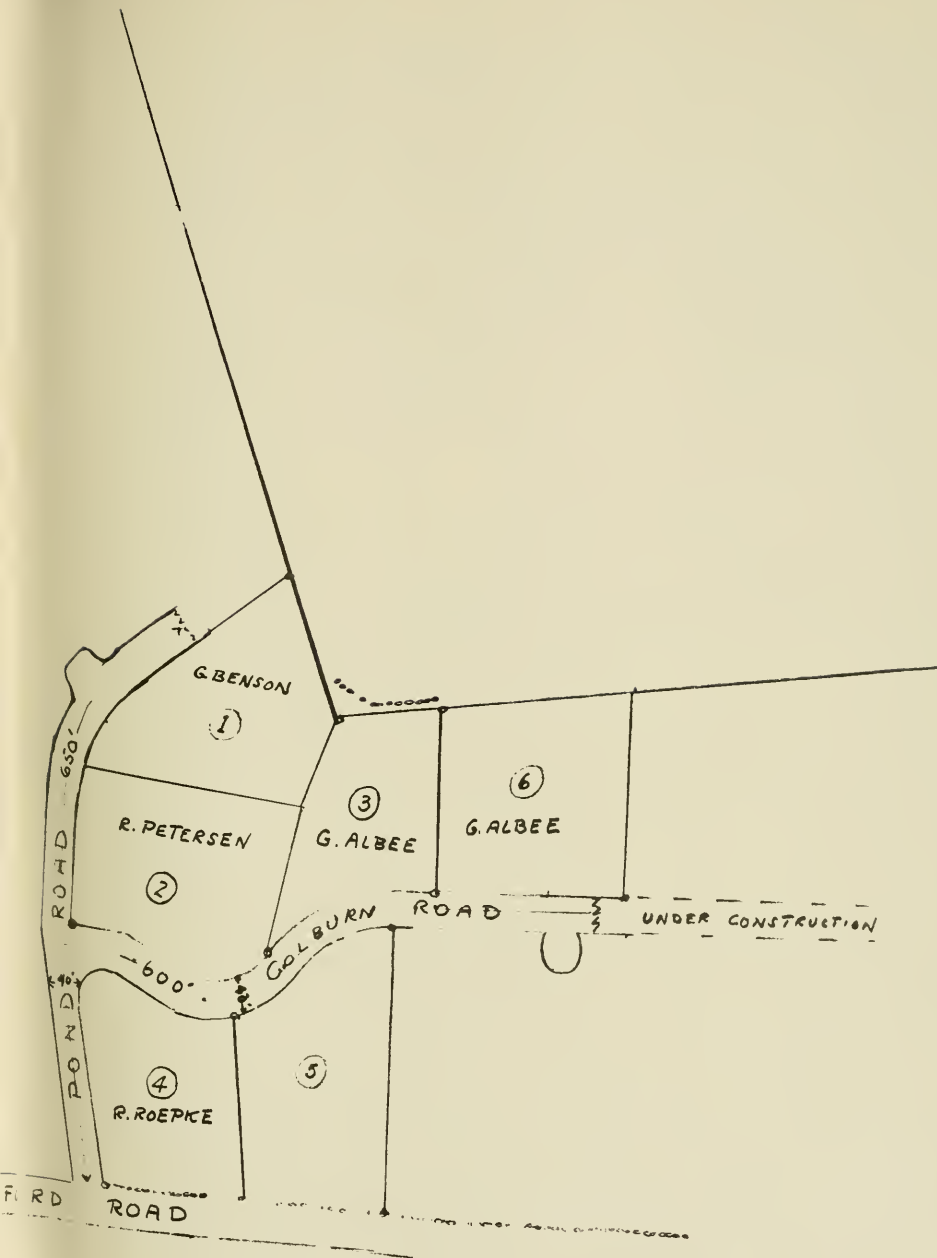 G. BENSON
1
650'
ROAD
R. PETERSEN
2
3
G. ALBEE
6
G. ALBEE
COLBURN ROAD
UNDER CONSTRUCTION
600'
40'
POND
4
R. ROEPKE
5
ROAD